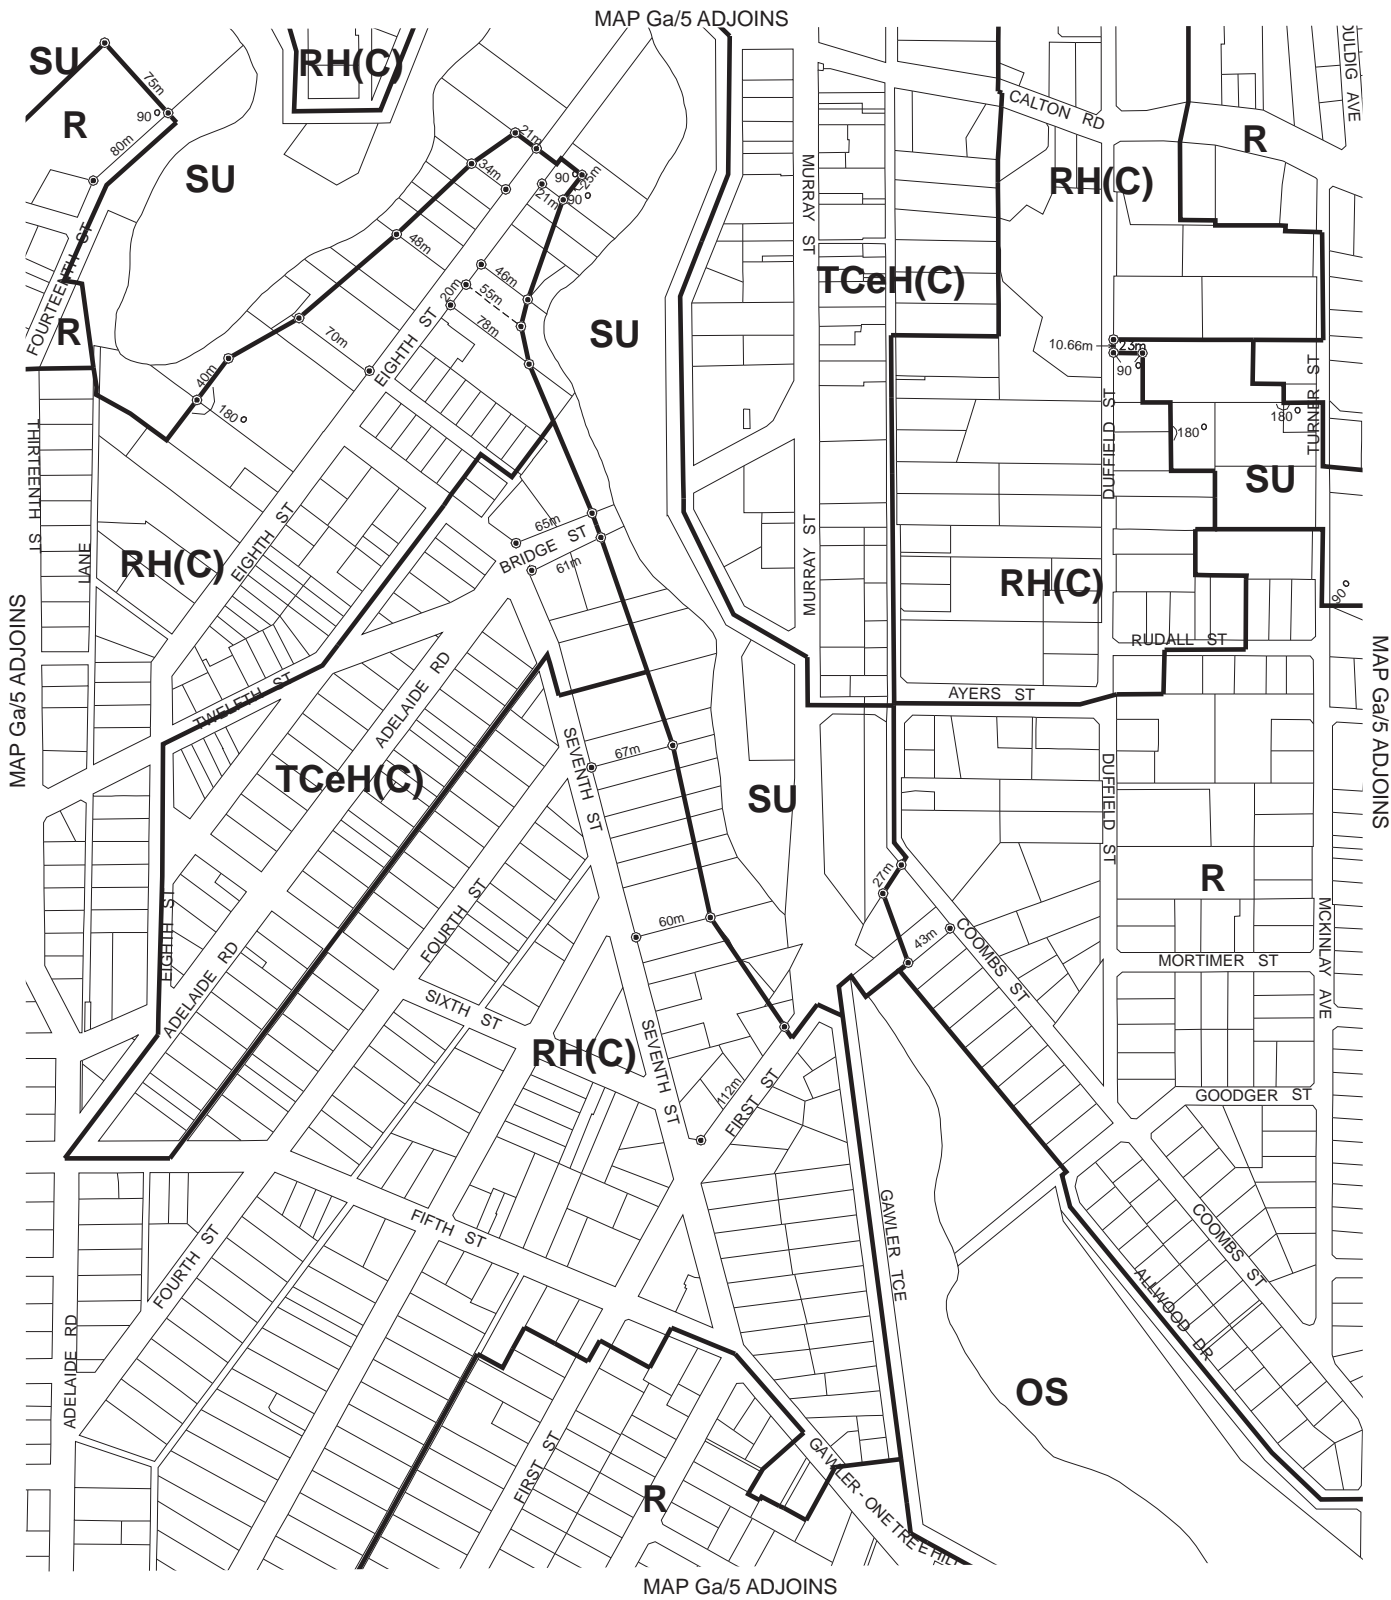 MAP Ga/5 ADJOINS
SU
75m
90°
R
80m
SU
RH(C)
21m
34m
90°
25m
21m
90°
48m
46m
20m
55m
78m
70m
40m
180°
SU
CALTON RD
OULDIG AVE
R
RH(C)
MURRAY ST
TCeH(C)
FOURTEENTH ST
R
EIGHTH ST
10.66m
23m
90°
DUFFIELD ST
180°
180°
TURNER ST
SU
THIRTEENTH ST
LANE
RH(C)
EIGHTH ST
65m
BRIDGE ST
61m
MURRAY ST
RH(C)
90°
RUDALL ST
AYERS ST
MAP Ga/5 ADJOINS
MAP Ga/5 ADJOINS
TWELFTH ST
ADELAIDE RD
TCeH(C)
SEVENTH ST
67m
SU
DUFFIELD ST
27m
R
EIGHTH ST
ADELAIDE RD
FOURTH ST
60m
43m
COOMBS ST
MORTIMER ST
MCKINLAY AVE
SIXTH ST
RH(C)
SEVENTH ST
112m
FIRST ST
GOODGER ST
FIFTH ST
FOURTH ST
GAWLER TCE
COOMBS ST
ALLWOOD DR
ADELAIDE RD
OS
FIRST ST
R
GAWLER - ONE TREE HILL
MAP Ga/5 ADJOINS